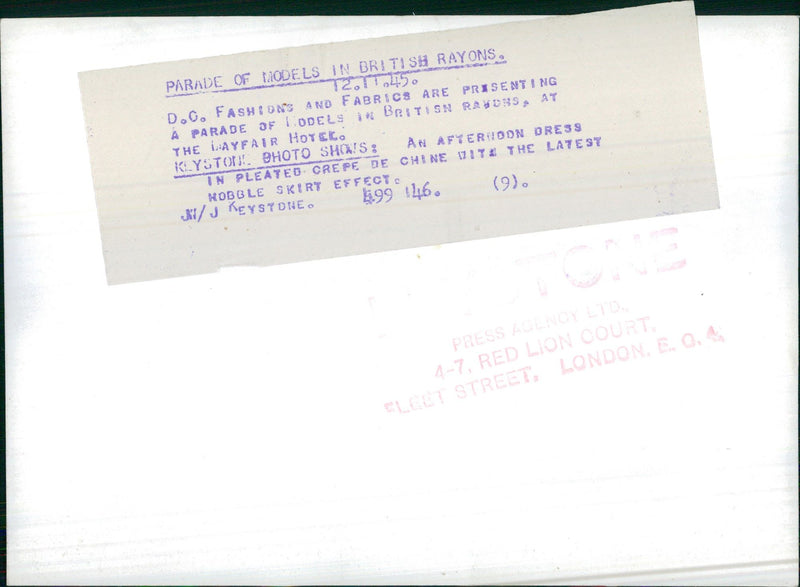 PARADE OF MODELS IN BRITISH RAYONS.
12.11.45.
D.C. FASHIONS AND FABRICS ARE PRESENTING
A PARADE OF MODELS IN BRITISH RAYONS, AT
THE MAYFAIR HOTEL.
KEYSTONE PHOTO SHOWS: AN AFTERNOON DRESS
IN PLEATED CREPE DE CHINE WITH THE LATEST
HOBBLE SKIRT EFFECT.
JW/J KEYSTONE. 499 146. (9).
KEYSTONE
PRESS AGENCY LTD.,
4-7, RED LION COURT,
FLEET STREET, LONDON, E. C. 4.